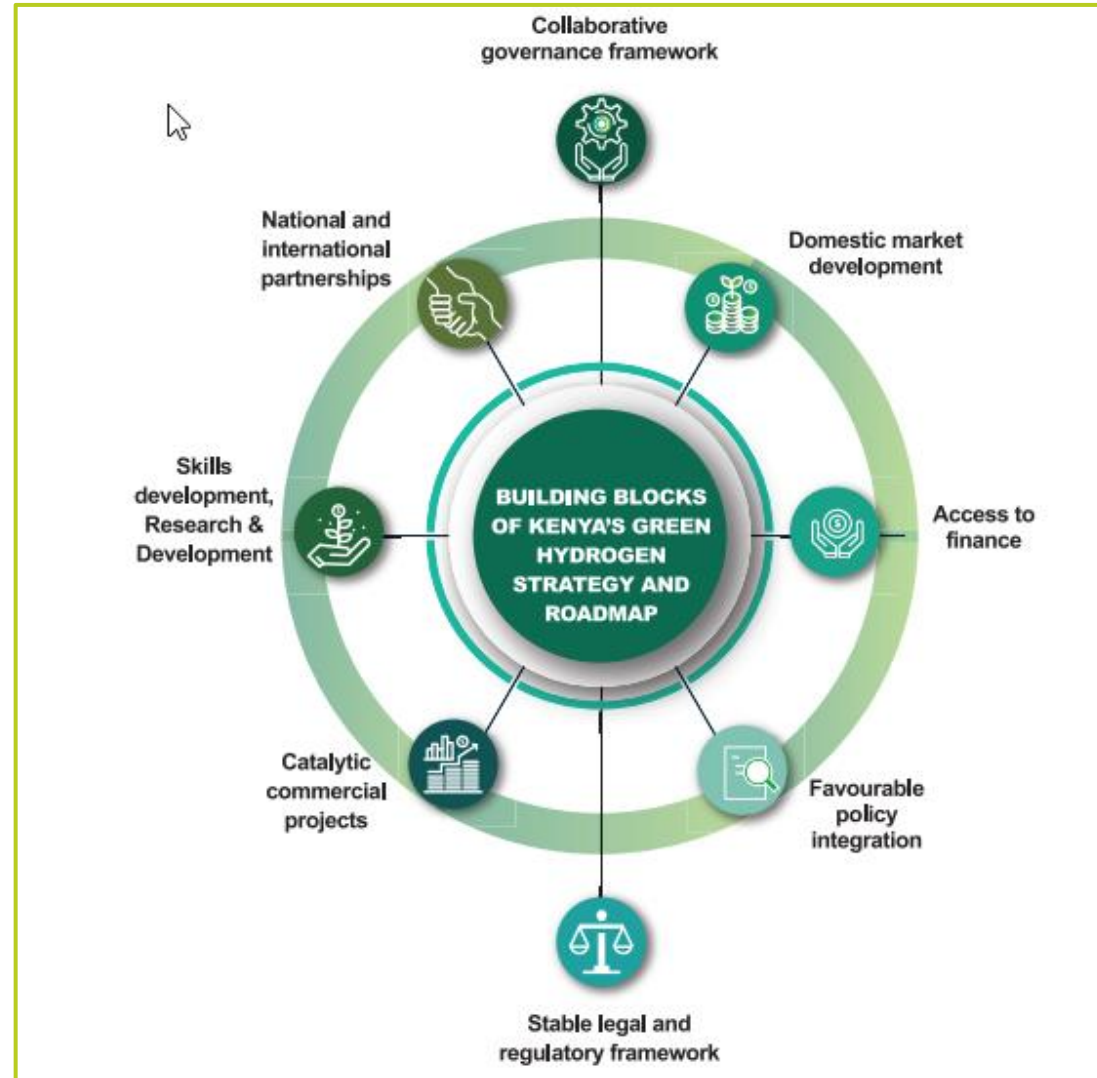 Collaborative
governance framework
National and
international
partnerships
Domestic market
development
Skills
development,
Research &
Development
BUILDING BLOCKS
OF KENYA'S GREEN
HYDROGEN
STRATEGY AND
ROADMAP
Access to
finance
Catalytic
commercial
projects
Favourable
policy
integration
Stable legal and
regulatory framework